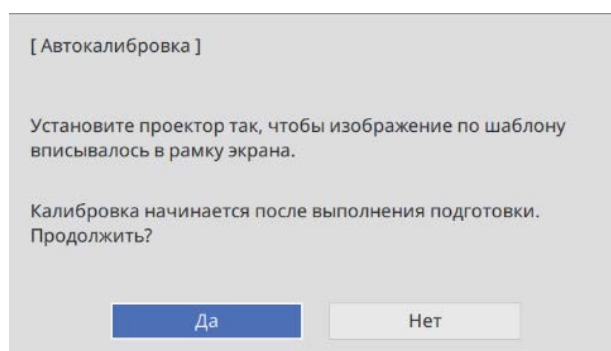 [ Автокалибровка ]
Установите проектор так, чтобы изображение по шаблону
вписывалось в рамку экрана.
Калибровка начинается после выполнения подготовки.
Продолжить?
Да
Нет